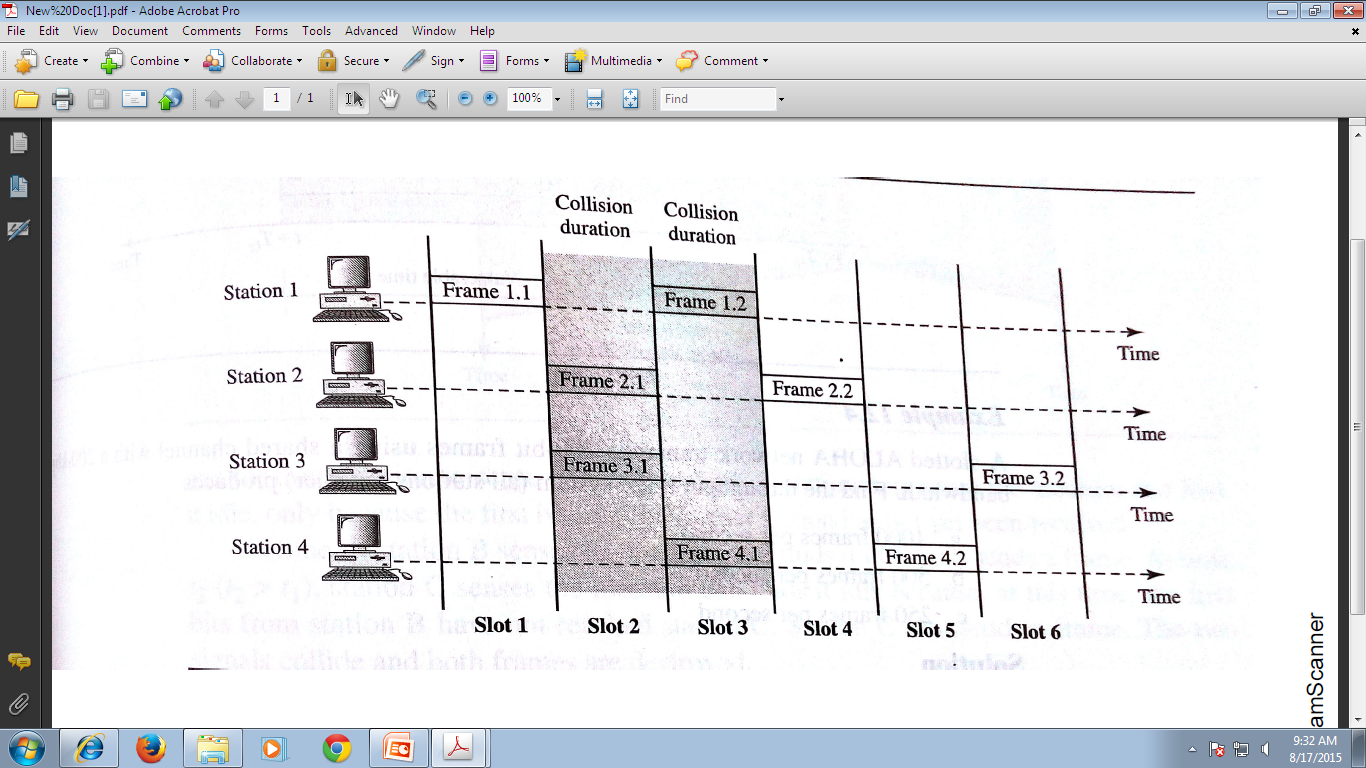 New%20Doc[1].pdf - Adobe Acrobat Pro
File Edit View Document Comments Forms Tools Advanced Window Help
Create Combine Collaborate Secure Sign Forms Multimedia Comment
1 / 1 100% Find
Collision duration
Collision duration
Station 1 Frame 1.1 Frame 1.2
Time
Station 2 Frame 2.1 Frame 2.2
Time
Station 3 Frame 3.1 Frame 3.2
Time
Station 4 Frame 4.1 Frame 4.2
Time
Slot 1 Slot 2 Slot 3 Slot 4 Slot 5 Slot 6
amScanner
9:32 AM
8/17/2015